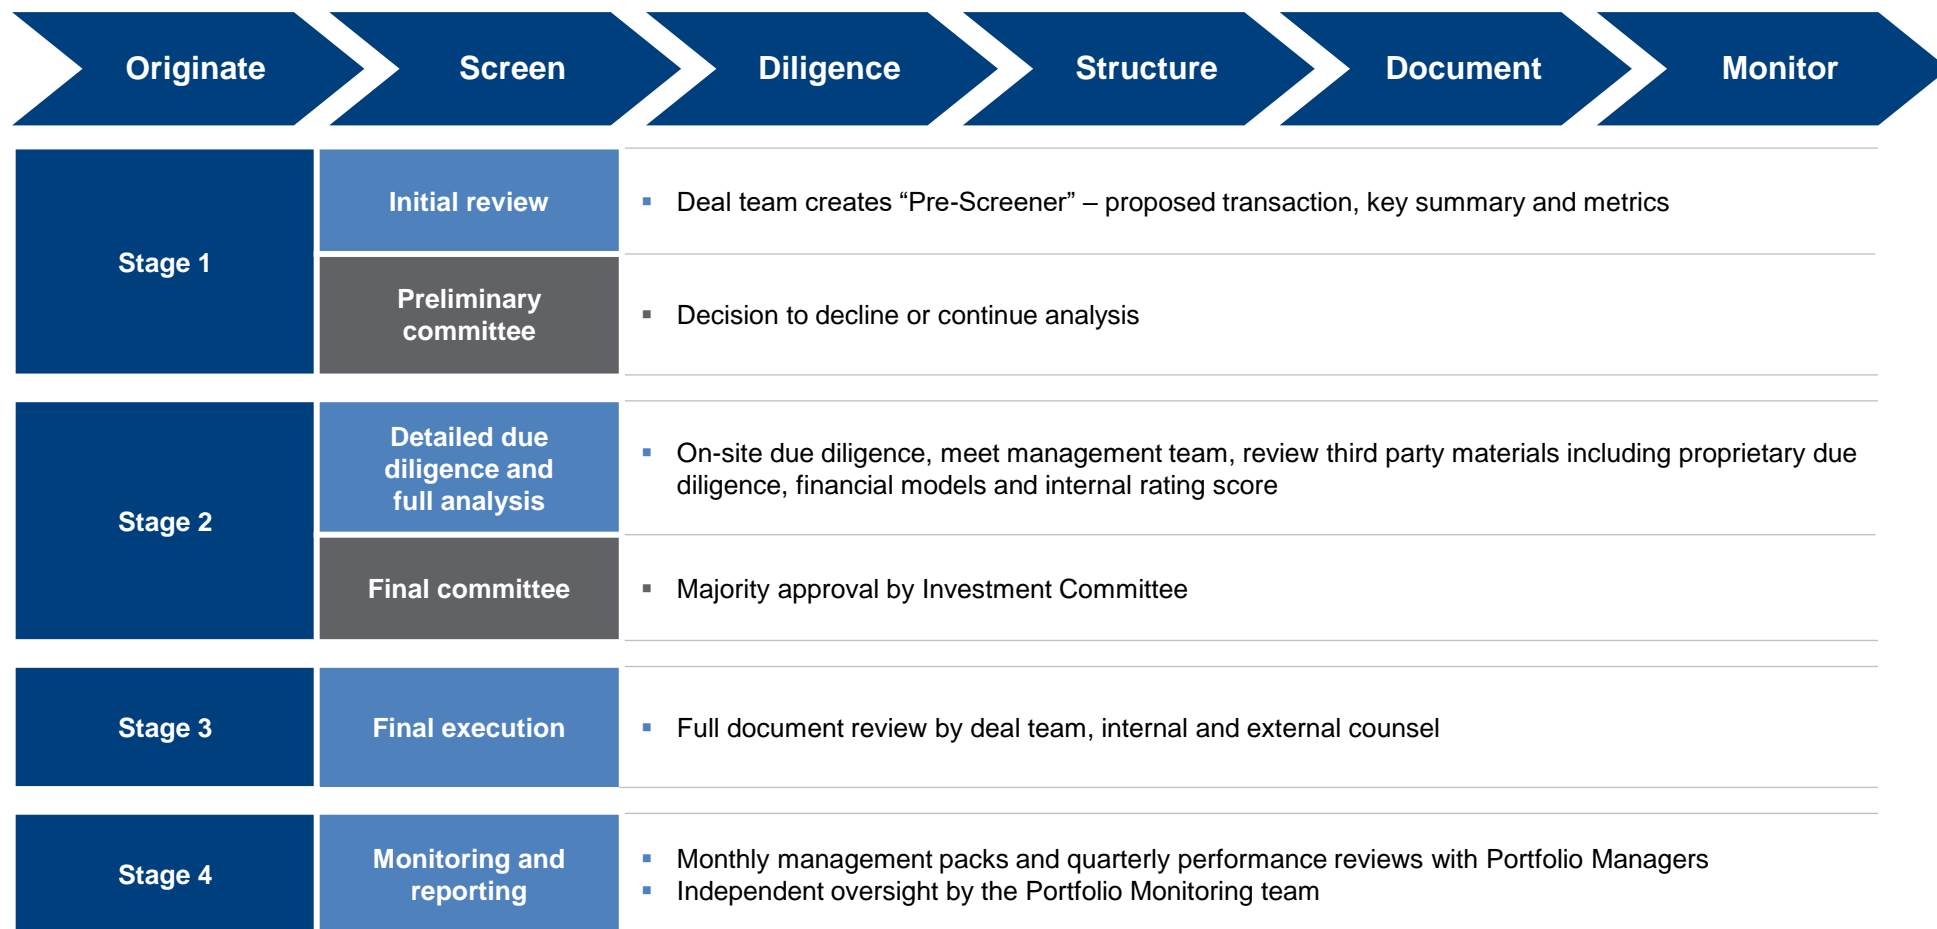 Originate
Screen
Diligence
Structure
Document
Monitor
Stage 1
Initial review
▪ Deal team creates “Pre-Screener” – proposed transaction, key summary and metrics
Preliminary
committee
▪ Decision to decline or continue analysis
Stage 2
Detailed due
diligence and
full analysis
▪ On-site due diligence, meet management team, review third party materials including proprietary due
diligence, financial models and internal rating score
Final committee
▪ Majority approval by Investment Committee
Stage 3
Final execution
▪ Full document review by deal team, internal and external counsel
Stage 4
Monitoring and
reporting
▪ Monthly management packs and quarterly performance reviews with Portfolio Managers
▪ Independent oversight by the Portfolio Monitoring team